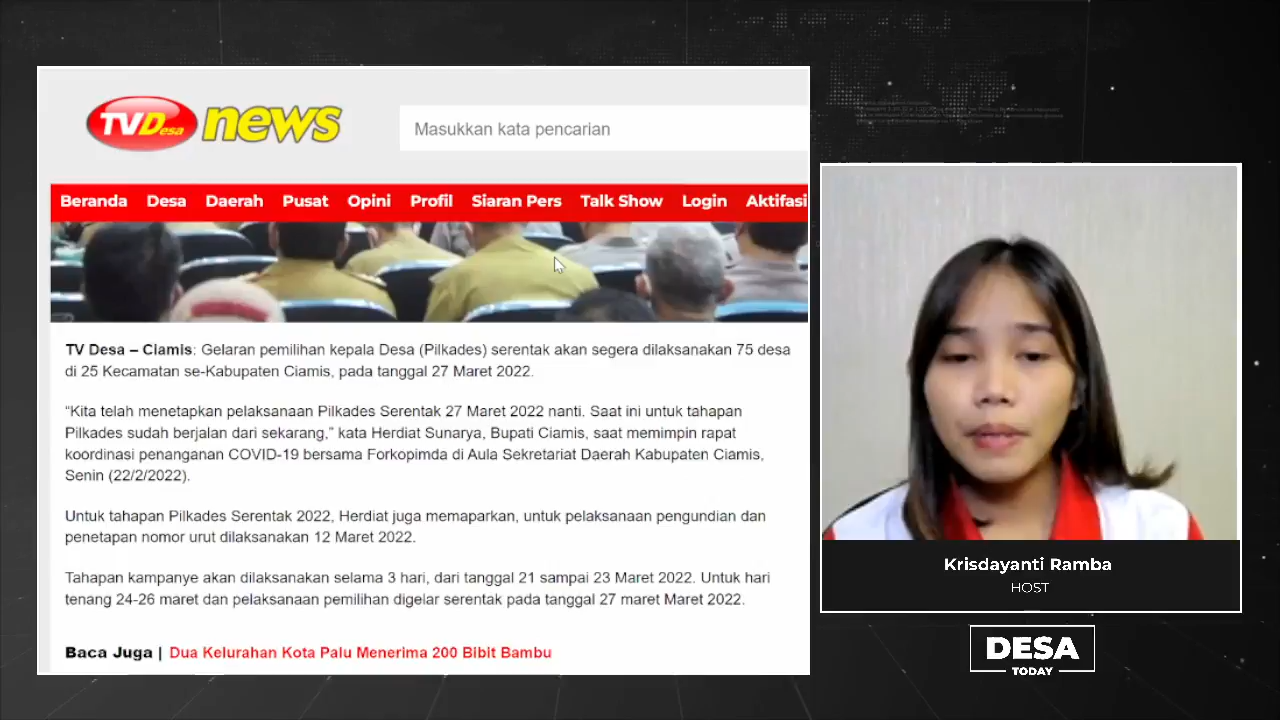 TVDesa news
Masukkan kata pencarian
Beranda Desa Daerah Pusat Opini Profil Siaran Pers Talk Show Login Aktifasi
TV Desa – Ciamis: Gelaran pemilihan kepala Desa (Pilkades) serentak akan segera dilaksanakan 75 desa
di 25 Kecamatan se-Kabupaten Ciamis, pada tanggal 27 Maret 2022.
“Kita telah menetapkan pelaksanaan Pilkades Serentak 27 Maret 2022 nanti. Saat ini untuk tahapan
Pilkades sudah berjalan dari sekarang,” kata Herdiat Sunarya, Bupati Ciamis, saat memimpin rapat
koordinasi penanganan COVID-19 bersama Forkopimda di Aula Sekretariat Daerah Kabupaten Ciamis,
Senin (22/2/2022).
Untuk tahapan Pilkades Serentak 2022, Herdiat juga memaparkan, untuk pelaksanaan pengundian dan
penetapan nomor urut dilaksanakan 12 Maret 2022.
Tahapan kampanye akan dilaksanakan selama 3 hari, dari tanggal 21 sampai 23 Maret 2022. Untuk hari
tenang 24-26 maret dan pelaksanaan pemilihan digelar serentak pada tanggal 27 maret Maret 2022.
Baca Juga | Dua Kelurahan Kota Palu Menerima 200 Bibit Bambu
Krisdayanti Ramba
HOST
DESA
TODAY